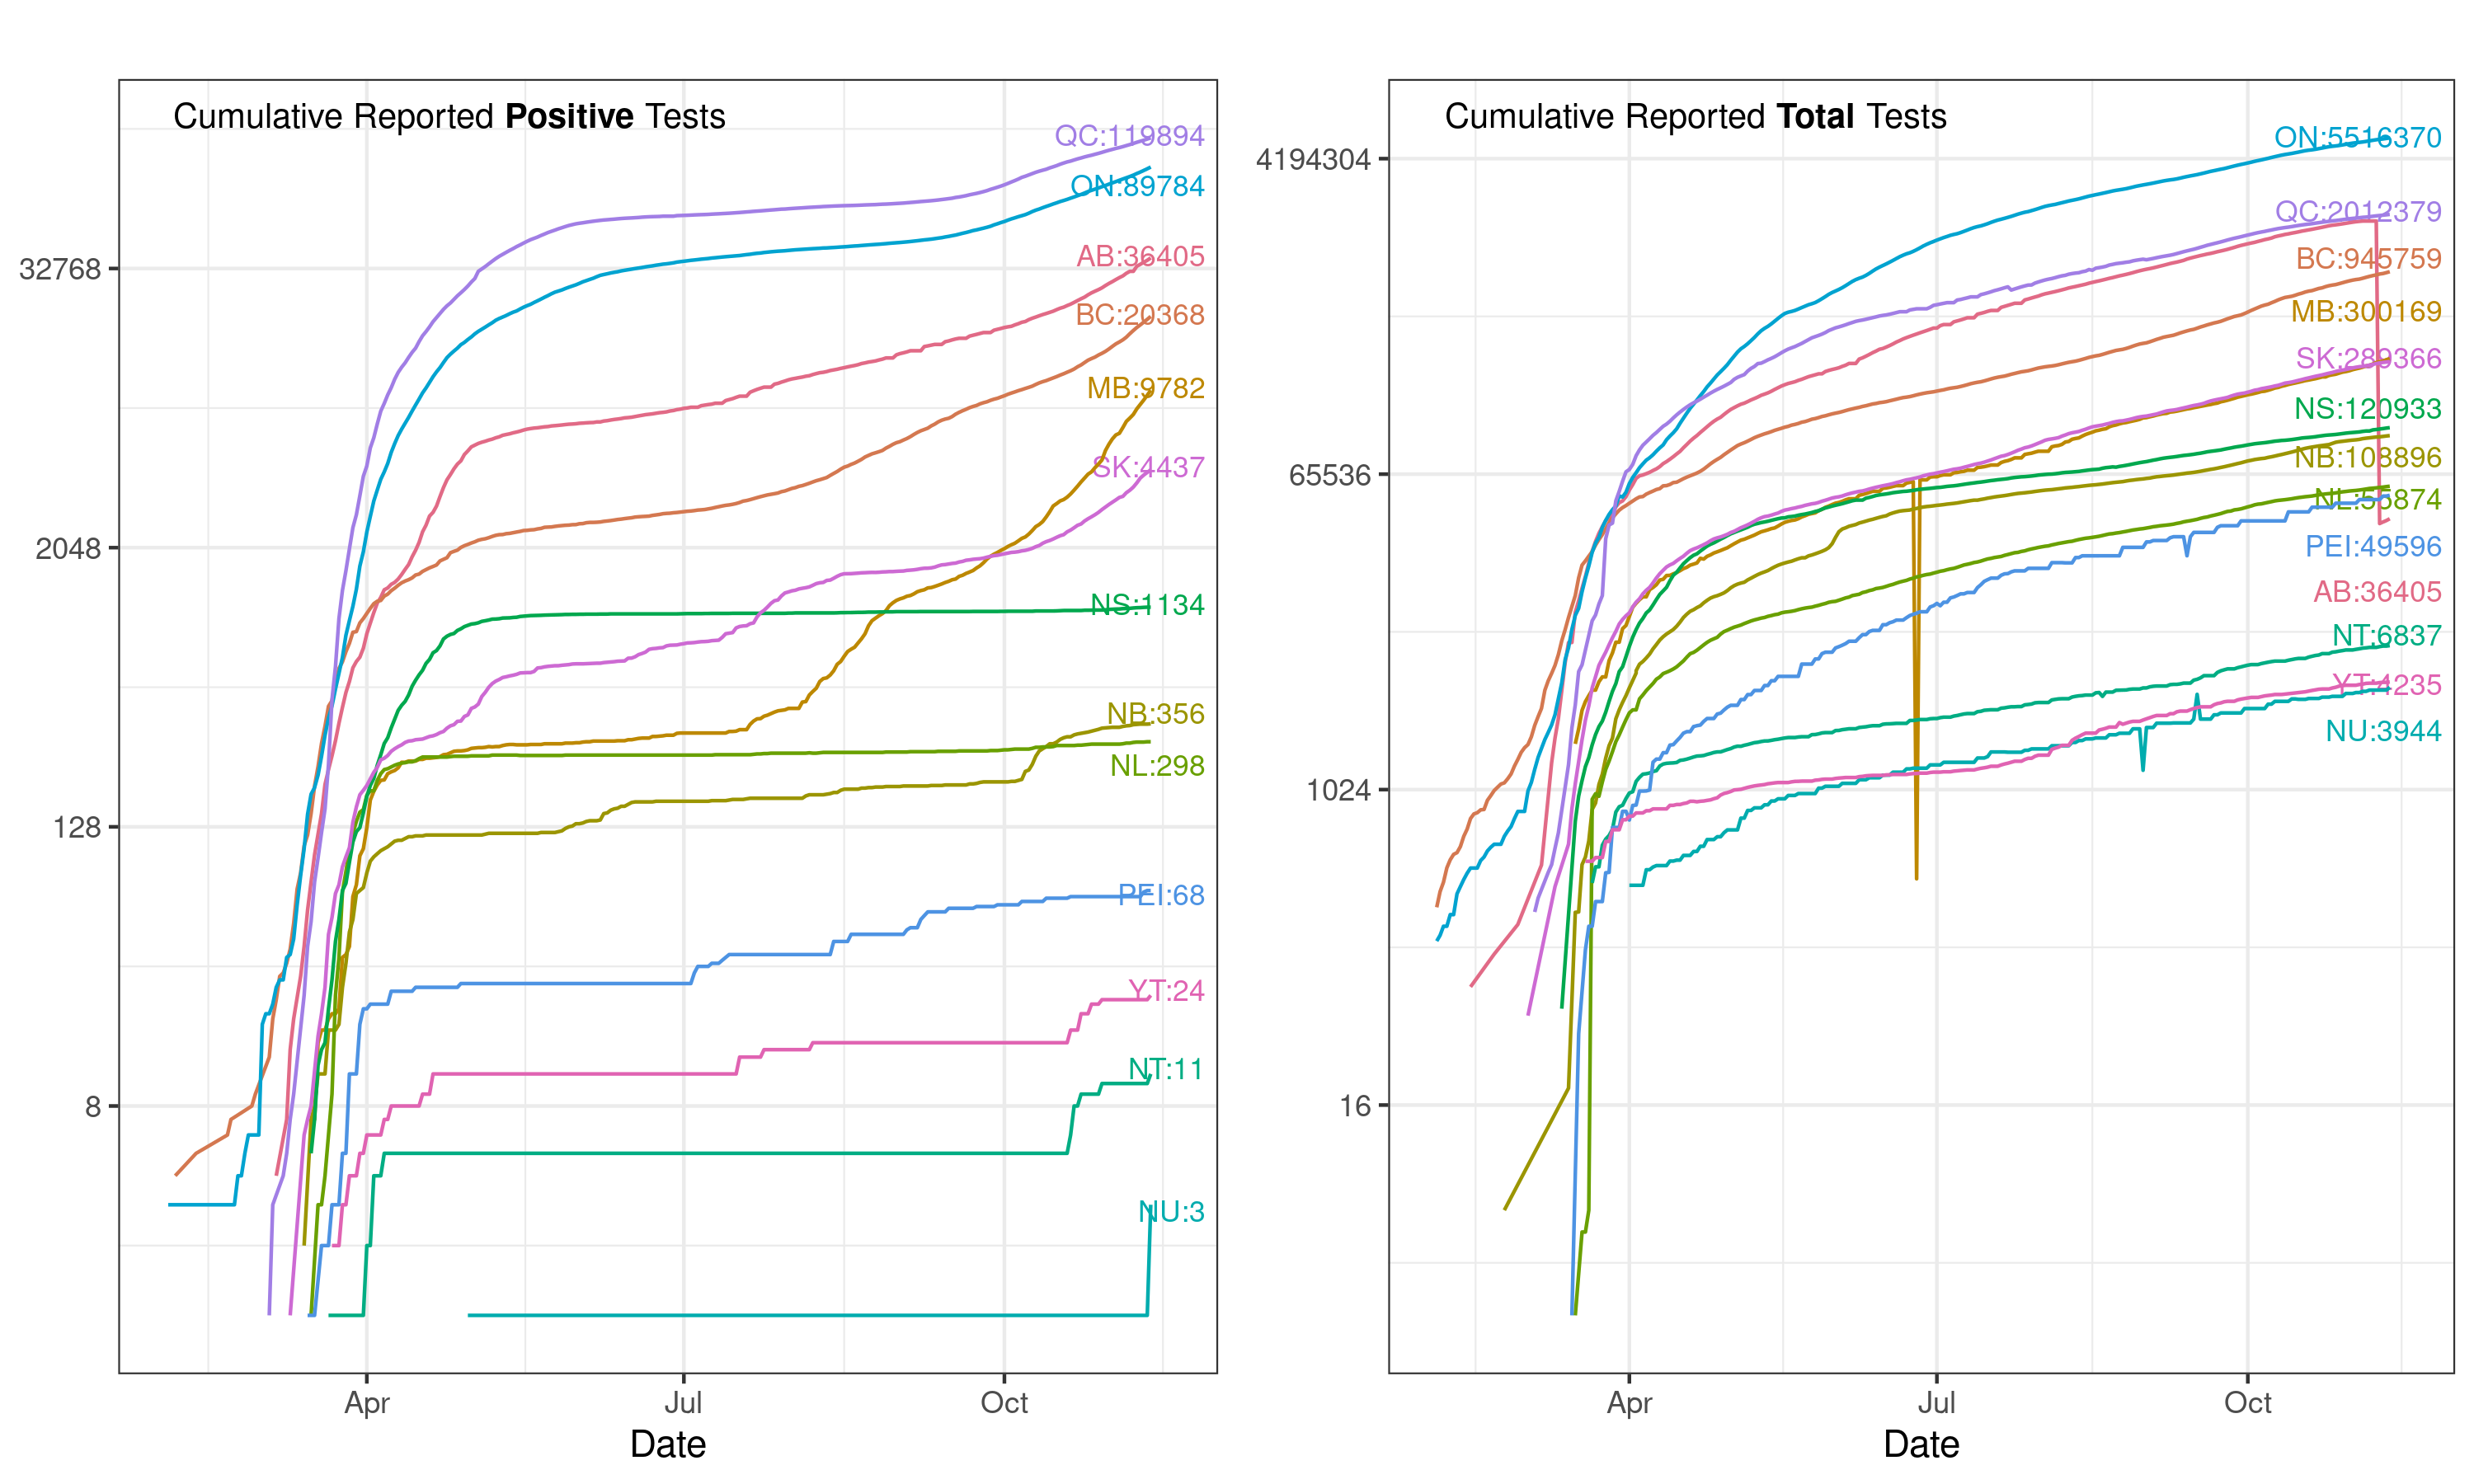 Cumulative Reported Positive Tests
QC:119894
ON:89784
AB:36405
BC:20368
MB:9782
SK:4437
NS:1134
NB:356
NL:298
PEI:68
YT:24
NT:11
NU:3
32768
2048
128
8
Apr
Jul
Oct
Date
Cumulative Reported Total Tests
ON:5516370
QC:2012379
BC:945759
MB:300169
SK:289366
NS:120933
NB:108896
NL:55874
PEI:49596
AB:36405
NT:6837
YT:4235
NU:3944
4194304
65536
1024
16
Apr
Jul
Oct
Date